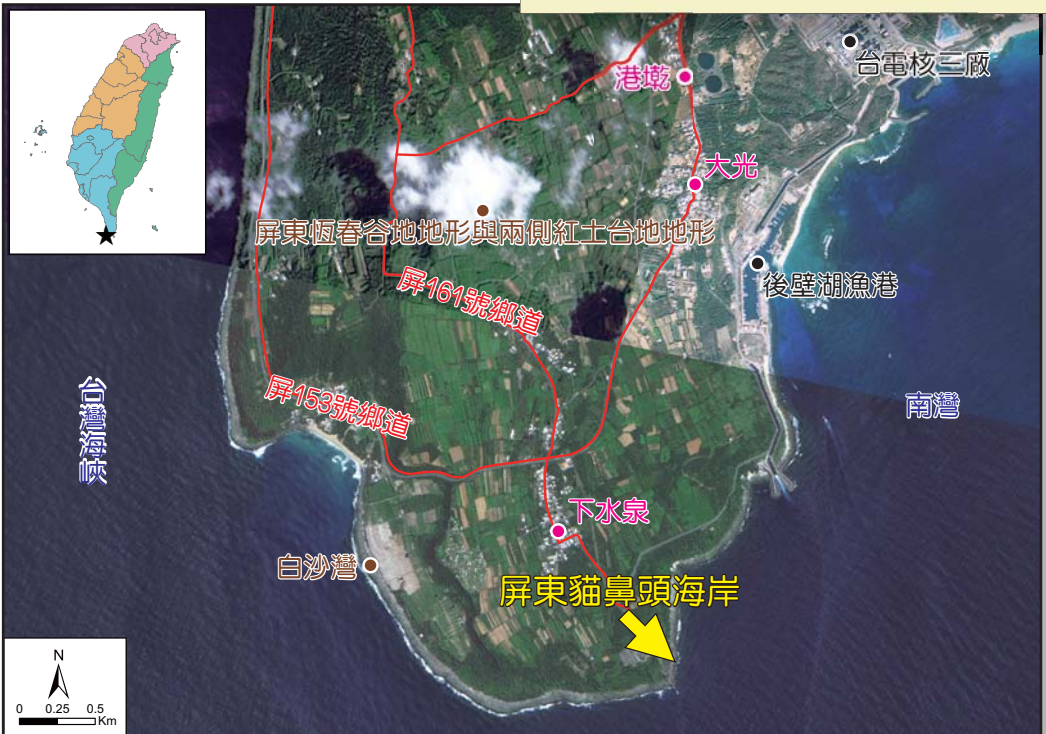 台電核三廠
港墘
大光
屏東恆春谷地地形與兩側紅土台地地形
後壁湖漁港
屏161號鄉道
屏153號鄉道
台灣海峽
南灣
下水泉
白沙灣
屏東貓鼻頭海岸
N
0 0.25 0.5
Km